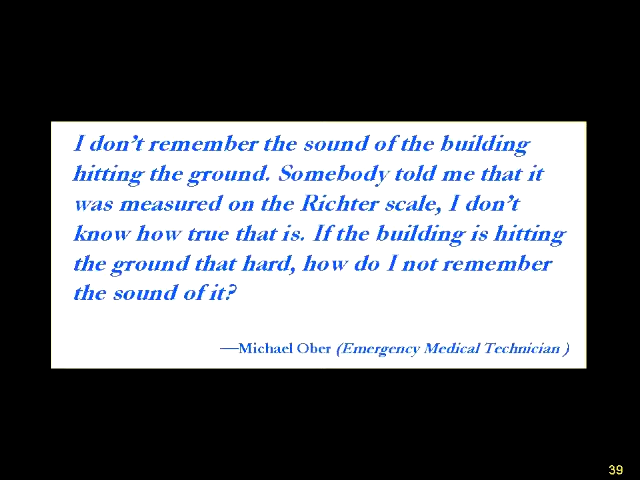 I don’t remember the sound of the building
hitting the ground. Somebody told me that it
was measured on the Richter scale, I don’t
know how true that is. If the building is hitting
the ground that hard, how do I not remember
the sound of it?
—Michael Ober (Emergency Medical Technician )
39